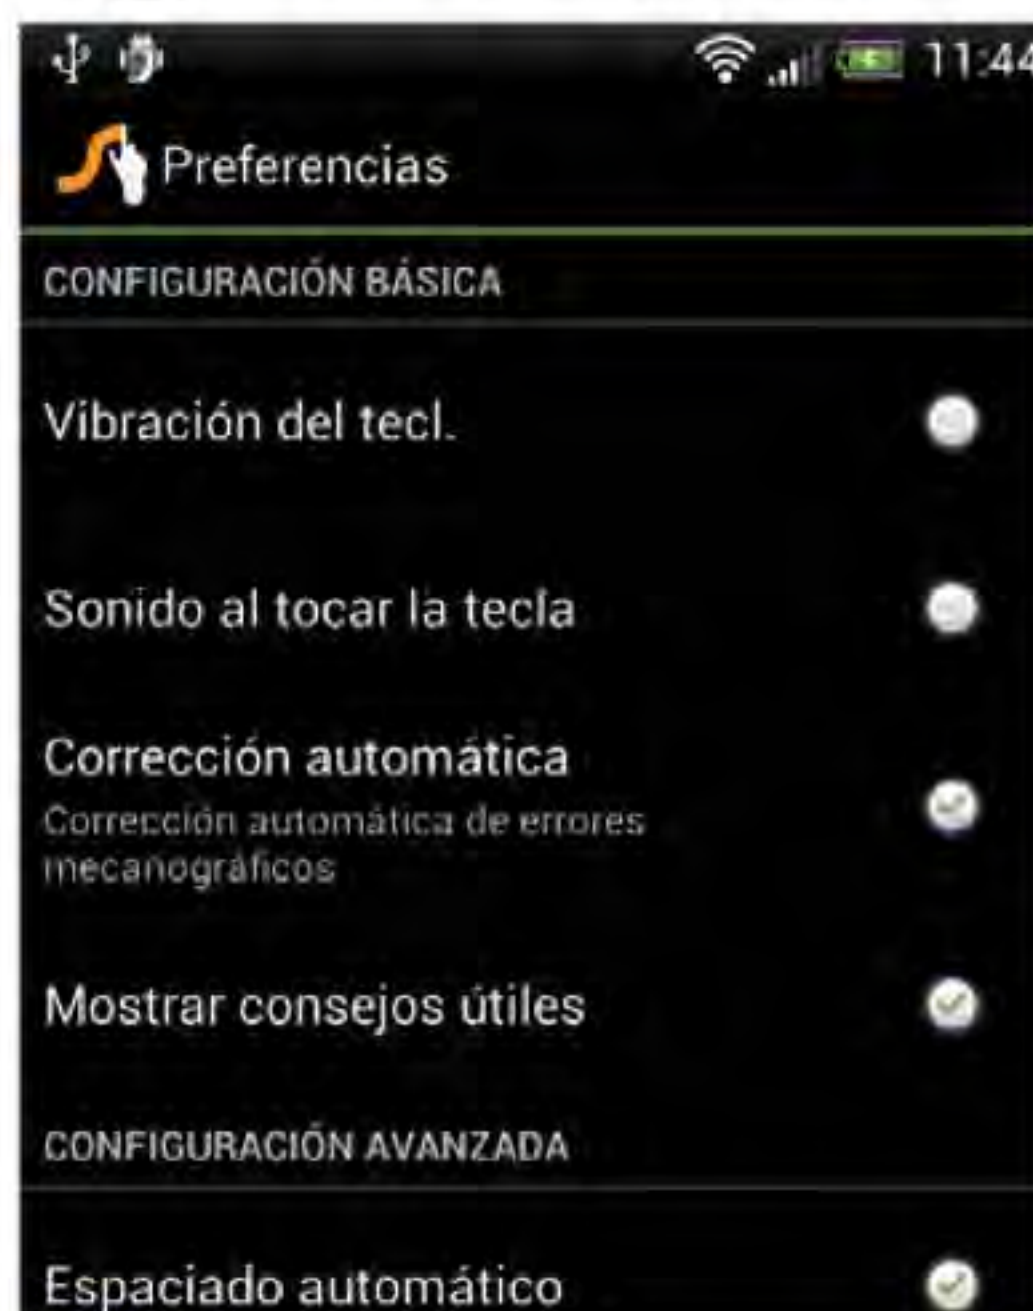 11:44
Preferencias
CONFIGURACIÓN BÁSICA
Vibración del tecl.
Sonido al tocar la tecla
Corrección automática
Corrección automática de errores
mecanográficos
Mostrar consejos útiles
CONFIGURACIÓN AVANZADA
Espaciado automático